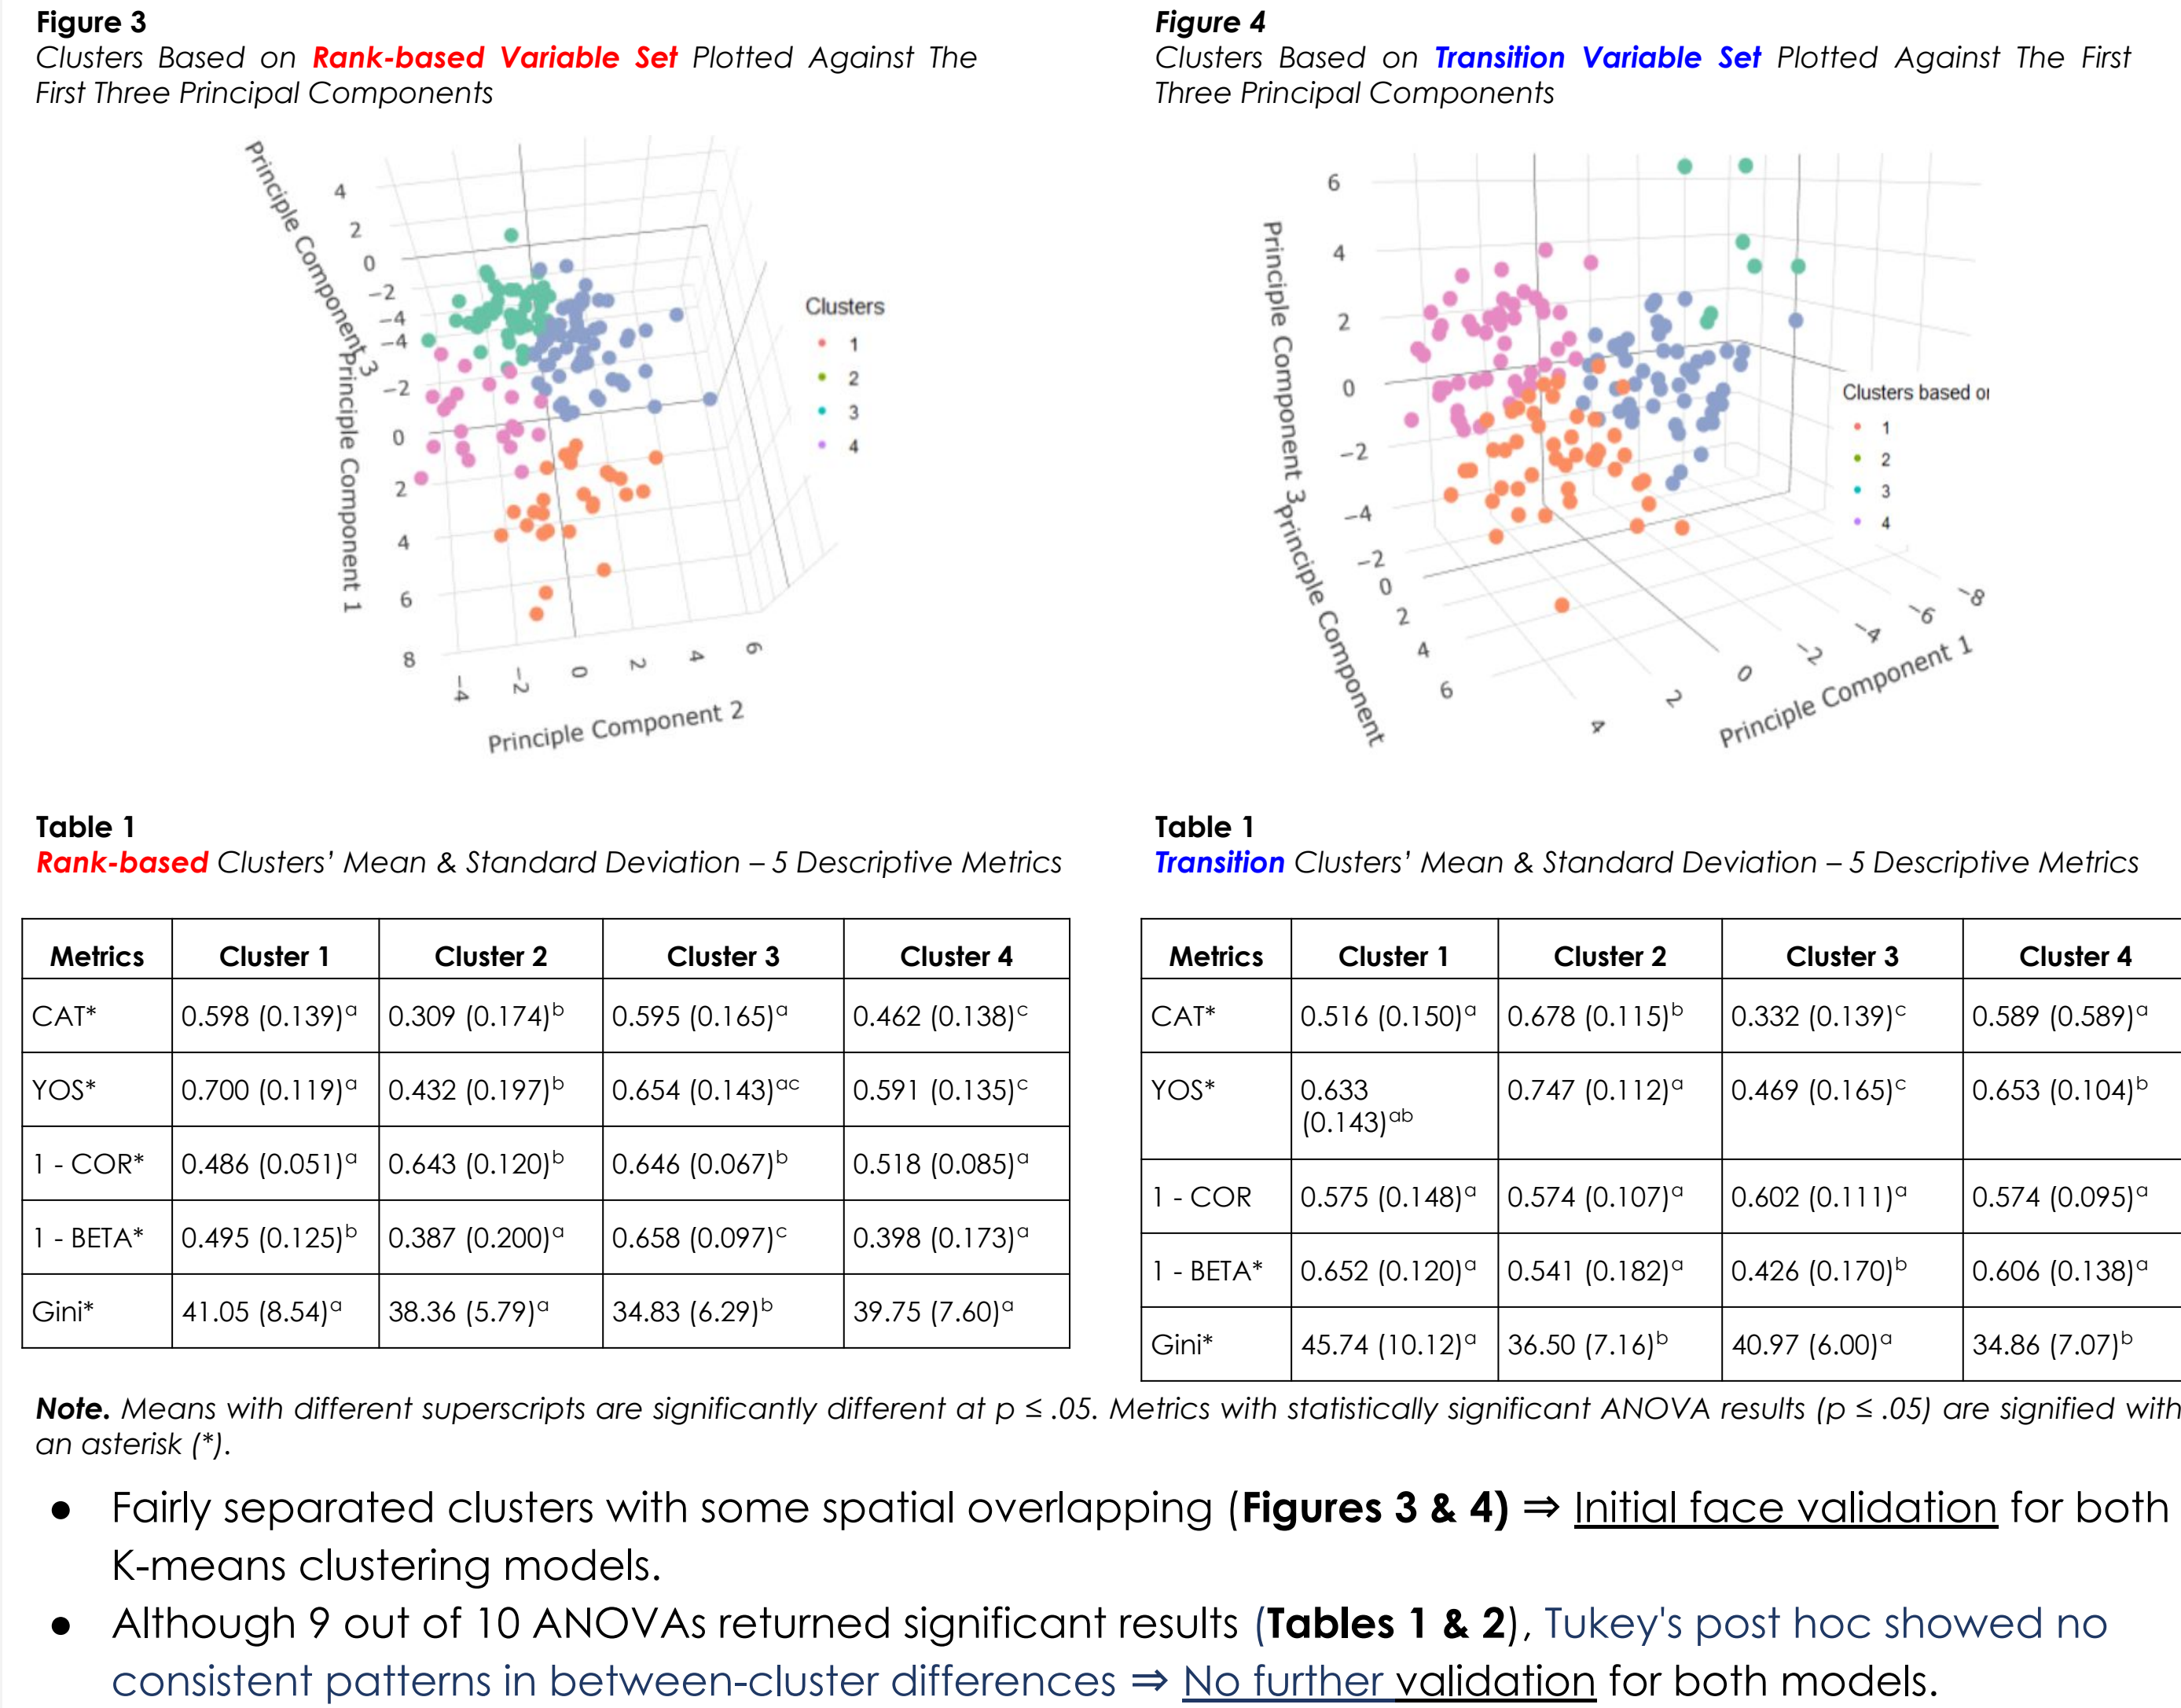 Figure 3
Clusters Based on Rank-based Variable Set Plotted Against The
First Three Principal Components
Principle Component 3
4
2
0
−2
−4
−4
−2
0
2
4
6
8
Principle Component 1
−4
−2
0
2
4
6
Principle Component 2
Clusters
1
2
3
4
Figure 4
Clusters Based on Transition Variable Set Plotted Against The First
Three Principal Components
Principle Component 3
6
4
2
0
−2
−4
−2
0
2
4
6
Principle Component
4
2
0
−2
−4
−6
−8
Principle Component 1
Clusters based or
1
2
3
4
Table 1
Rank-based Clusters’ Mean & Standard Deviation – 5 Descriptive Metrics
Metrics Cluster 1 Cluster 2 Cluster 3 Cluster 4
CAT* 0.598 (0.139)ᵃ 0.309 (0.174)ᵇ 0.595 (0.165)ᵃ 0.462 (0.138)ᶜ
YOS* 0.700 (0.119)ᵃ 0.432 (0.197)ᵇ 0.654 (0.143)ᵃᶜ 0.591 (0.135)ᶜ
1 - COR* 0.486 (0.051)ᵃ 0.643 (0.120)ᵇ 0.646 (0.067)ᵇ 0.518 (0.085)ᵃ
1 - BETA* 0.495 (0.125)ᵇ 0.387 (0.200)ᵃ 0.658 (0.097)ᶜ 0.398 (0.173)ᵃ
Gini* 41.05 (8.54)ᵃ 38.36 (5.79)ᵃ 34.83 (6.29)ᵇ 39.75 (7.60)ᵃ
Table 1
Transition Clusters’ Mean & Standard Deviation – 5 Descriptive Metrics
Metrics Cluster 1 Cluster 2 Cluster 3 Cluster 4
CAT* 0.516 (0.150)ᵃ 0.678 (0.115)ᵇ 0.332 (0.139)ᶜ 0.589 (0.589)ᵃ
YOS* 0.633 0.747 (0.112)ᵃ 0.469 (0.165)ᶜ 0.653 (0.104)ᵇ
(0.143)ᵃᵇ
1 - COR 0.575 (0.148)ᵃ 0.574 (0.107)ᵃ 0.602 (0.111)ᵃ 0.574 (0.095)ᵃ
1 - BETA* 0.652 (0.120)ᵃ 0.541 (0.182)ᵃ 0.426 (0.170)ᵇ 0.606 (0.138)ᵃ
Gini* 45.74 (10.12)ᵃ 36.50 (7.16)ᵇ 40.97 (6.00)ᵃ 34.86 (7.07)ᵇ
Note. Means with different superscripts are significantly different at p ≤ .05. Metrics with statistically significant ANOVA results (p ≤ .05) are signified with
an asterisk (*).
● Fairly separated clusters with some spatial overlapping (Figures 3 & 4) ⇒ Initial face validation for both
K-means clustering models.
● Although 9 out of 10 ANOVAs returned significant results (Tables 1 & 2), Tukey's post hoc showed no
consistent patterns in between-cluster differences ⇒ No further validation for both models.